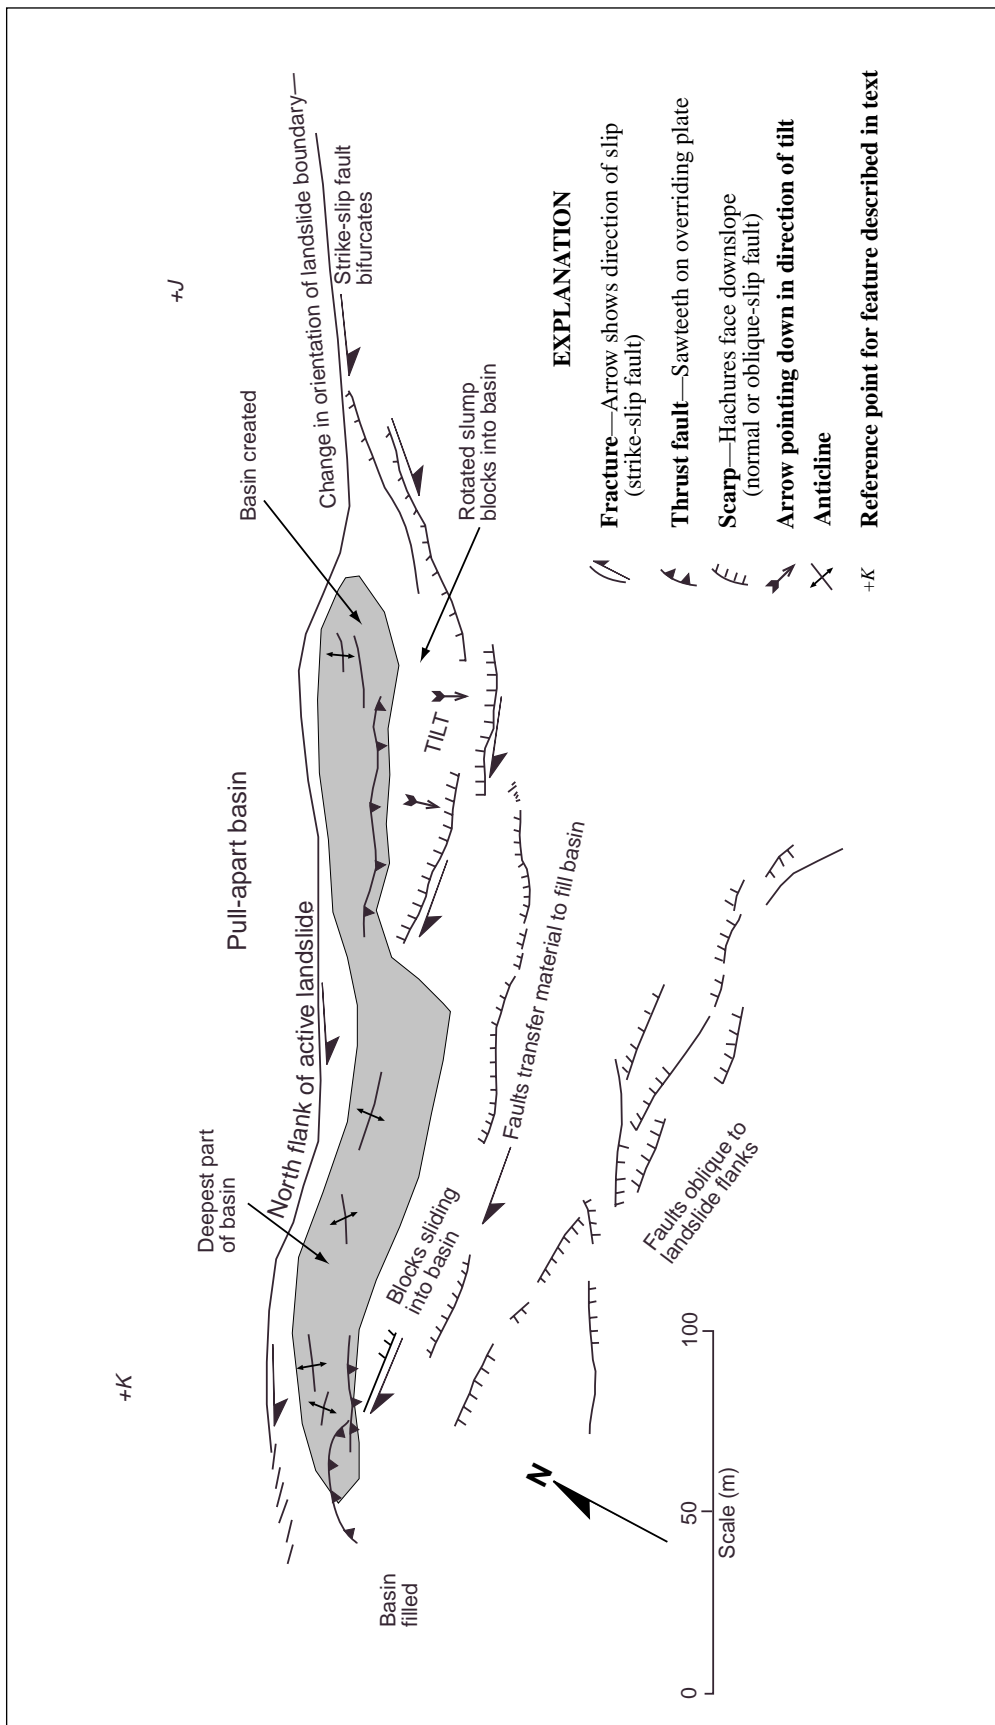 +K
+J
Pull-apart basin
Deepest part
of basin
Basin created
North flank of active landslide
Change in orientation of landslide boundary—
Strike-slip fault
bifurcates
Rotated slump
blocks into basin
TILT
Basin
filled
Blocks sliding
into basin
Faults transfer material to fill basin
Faults oblique to
landslide flanks
N
0
50
100
Scale (m)
EXPLANATION
Fracture—Arrow shows direction of slip
(strike-slip fault)
Thrust fault—Sawteeth on overriding plate
Scarp—Hachures face downslope
(normal or oblique-slip fault)
Arrow pointing down in direction of tilt
Anticline
+K Reference point for feature described in text